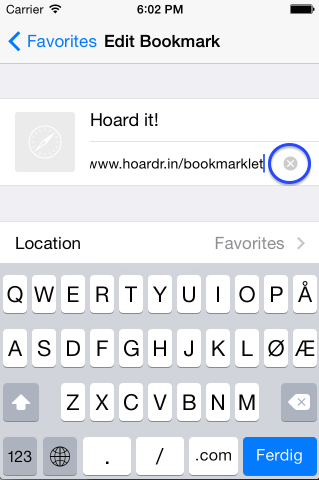 Carrier 6:02 PM
Favorites Edit Bookmark
Hoard it!
www.hoardr.in/bookmarklet
Location Favorites
Q W E R T Y U I O P Å
A S D F G H J K L Ø Æ
Z X C V B N M
123 . / .com Ferdig